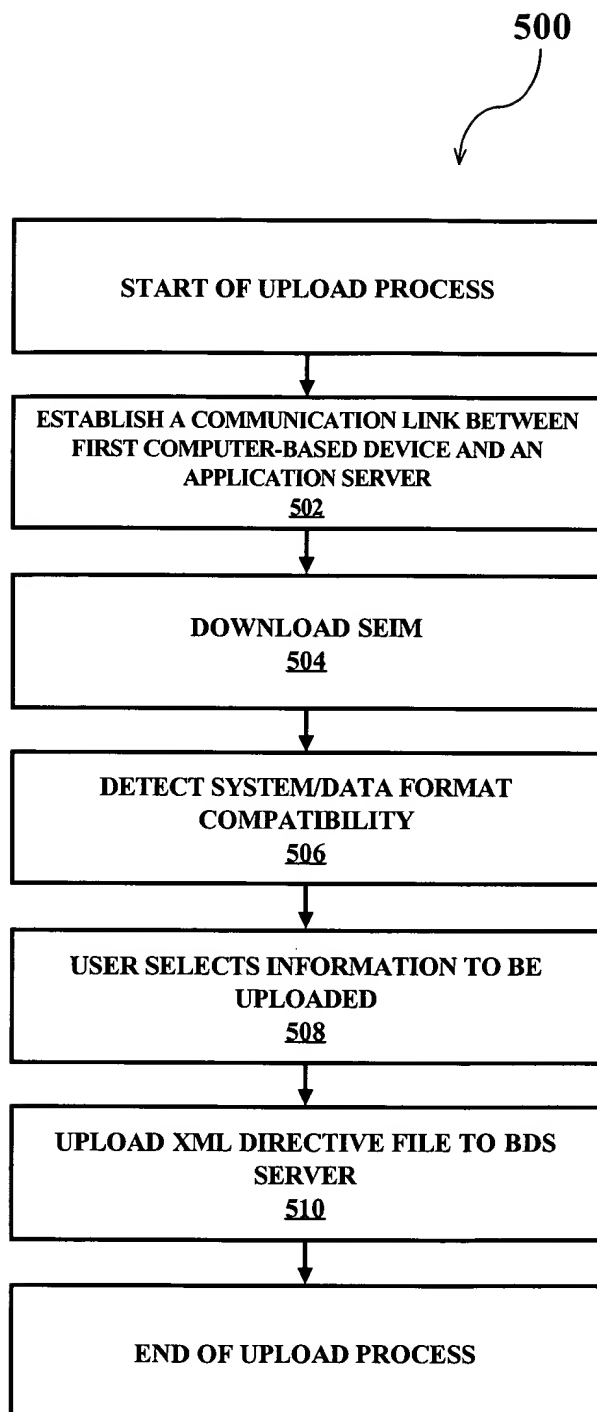 500
START OF UPLOAD PROCESS
ESTABLISH A COMMUNICATION LINK BETWEEN
FIRST COMPUTER-BASED DEVICE AND AN
APPLICATION SERVER
502
DOWNLOAD SEIM
504
DETECT SYSTEM/DATA FORMAT
COMPATIBILITY
506
USER SELECTS INFORMATION TO BE
UPLOADED
508
UPLOAD XML DIRECTIVE FILE TO BDS
SERVER
510
END OF UPLOAD PROCESS